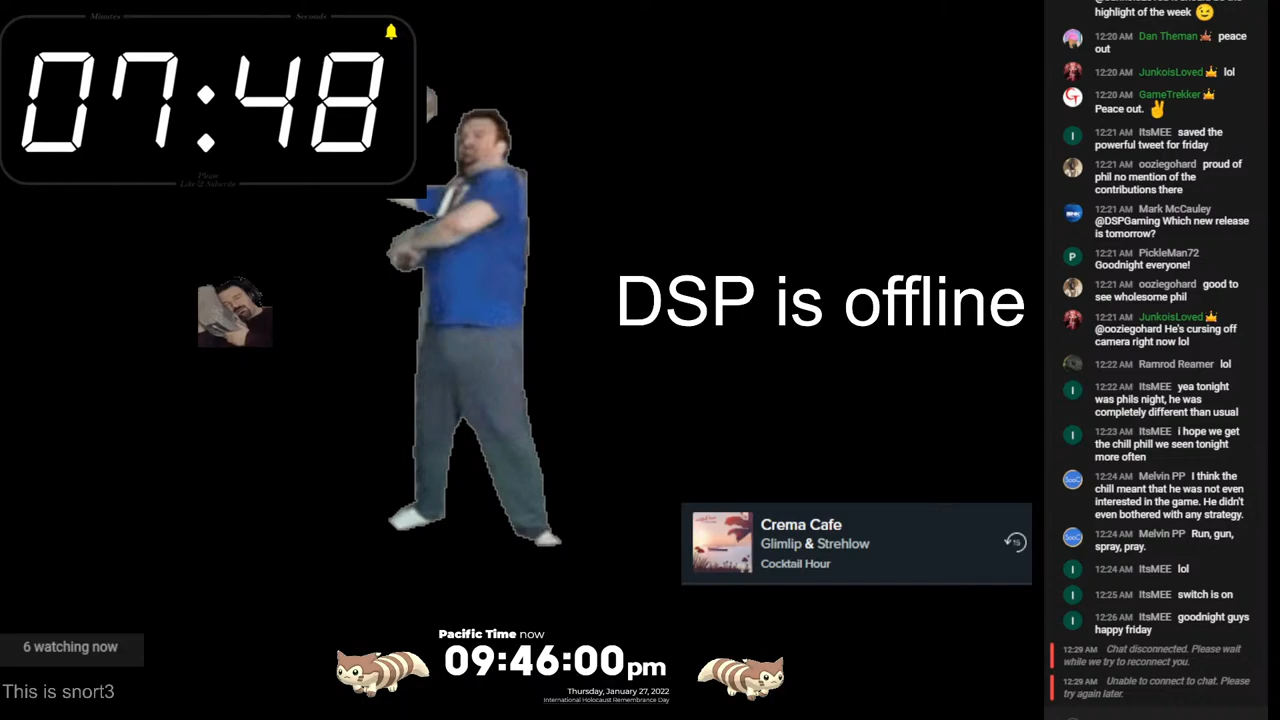 Minutes
Seconds
07:48
Please
Like & Subscribe
DSP is offline
Crema Cafe
Glimlip & Strehlow
Cocktail Hour
15
6 watching now
This is snort3
Pacific Time now
09:46:00pm
Thursday, January 27, 2022
International Holocaust Remembrance Day
highlight of the week
12:20 AM Dan Theman peace
out
12:20 AM JunkoisLoved lol
12:20 AM GameTrekker
Peace out.
12:21 AM ItsMEE saved the
powerful tweet for friday
12:21 AM ooziegohard proud of
phil no mention of the
contributions there
12:21 AM Mark McCauley
@DSPGaming Which new release
is tomorrow?
12:21 AM PickleMan72
Goodnight everyone!
12:21 AM ooziegohard good to
see wholesome phil
12:21 AM JunkoisLoved
@ooziegohard He's cursing off
camera right now lol
12:22 AM Ramrod Reamer lol
12:22 AM ItsMEE yea tonight
was phils night, he was
completely different than usual
12:23 AM ItsMEE i hope we get
the chill phill we seen tonight
more often
12:24 AM Melvin PP I think the
chill meant that he was not even
interested in the game. He didn't
even bothered with any strategy.
12:24 AM Melvin PP Run, gun,
spray, pray.
12:24 AM ItsMEE lol
12:25 AM ItsMEE switch is on
12:26 AM ItsMEE goodnight guys
happy friday
12:29 AM Chat disconnected. Please wait
while we try to reconnect you.
12:29 AM Unable to connect to chat. Please
try again later.